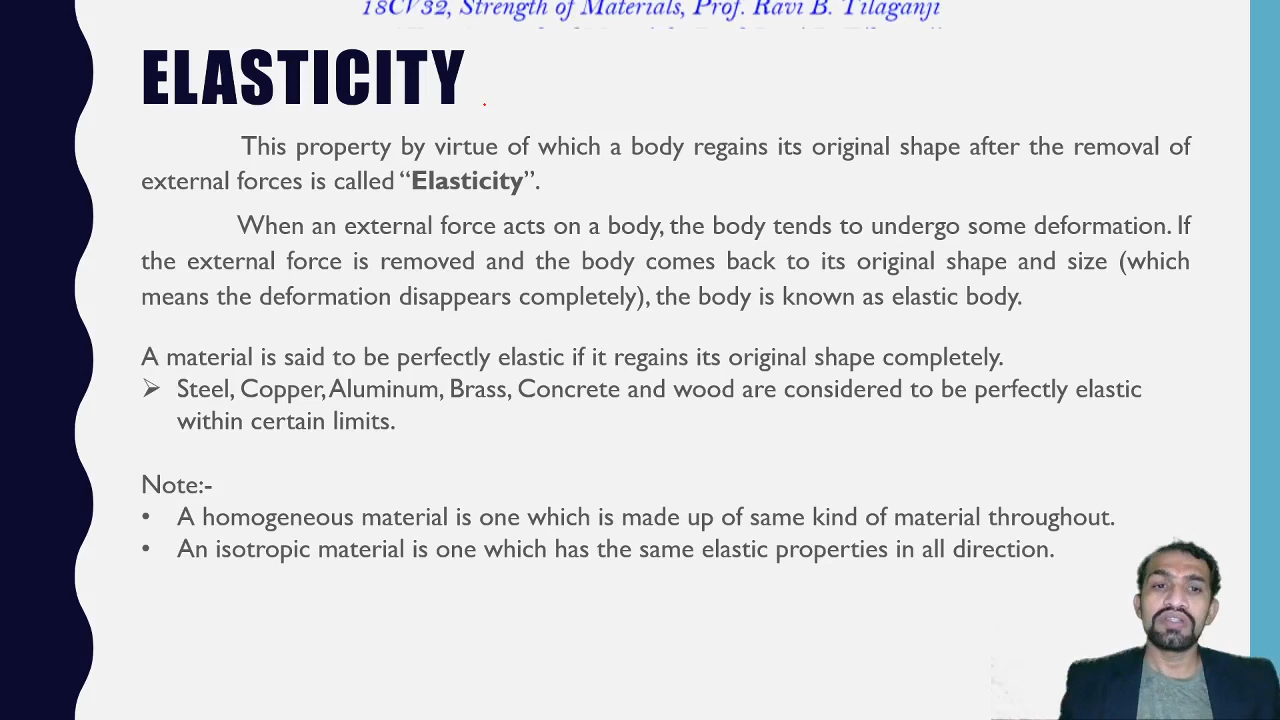 18CV32, Strength of Materials, Prof. Ravi B. Tilaganji
ELASTICITY
This property by virtue of which a body regains its original shape after the removal of
external forces is called “Elasticity”.
When an external force acts on a body, the body tends to undergo some deformation. If
the external force is removed and the body comes back to its original shape and size (which
means the deformation disappears completely), the body is known as elastic body.
A material is said to be perfectly elastic if it regains its original shape completely.
➢ Steel, Copper, Aluminum, Brass, Concrete and wood are considered to be perfectly elastic
within certain limits.
Note:-
• A homogeneous material is one which is made up of same kind of material throughout.
• An isotropic material is one which has the same elastic properties in all direction.